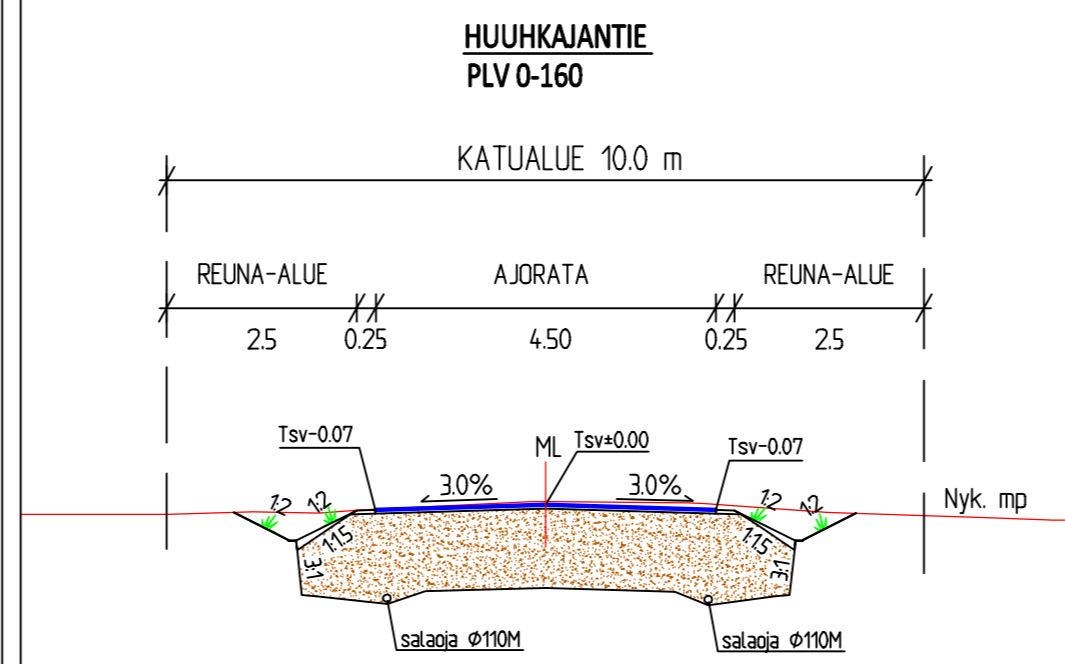 HUUHKAJANTIE
PLV 0-160
KATUALUE 10.0 m
REUNA-ALUE AJORATA REUNA-ALUE
2.5 0.25 4.50 0.25 2.5
Tsv-0.07 ML Tsv±0.00 Tsv-0.07
3.0% 3.0%
1:2 1:2 1:2 1:2 Nyk. mp
1:1.5 1:1.5
3:1 3:1
salaoja Ø110M salaoja Ø110M